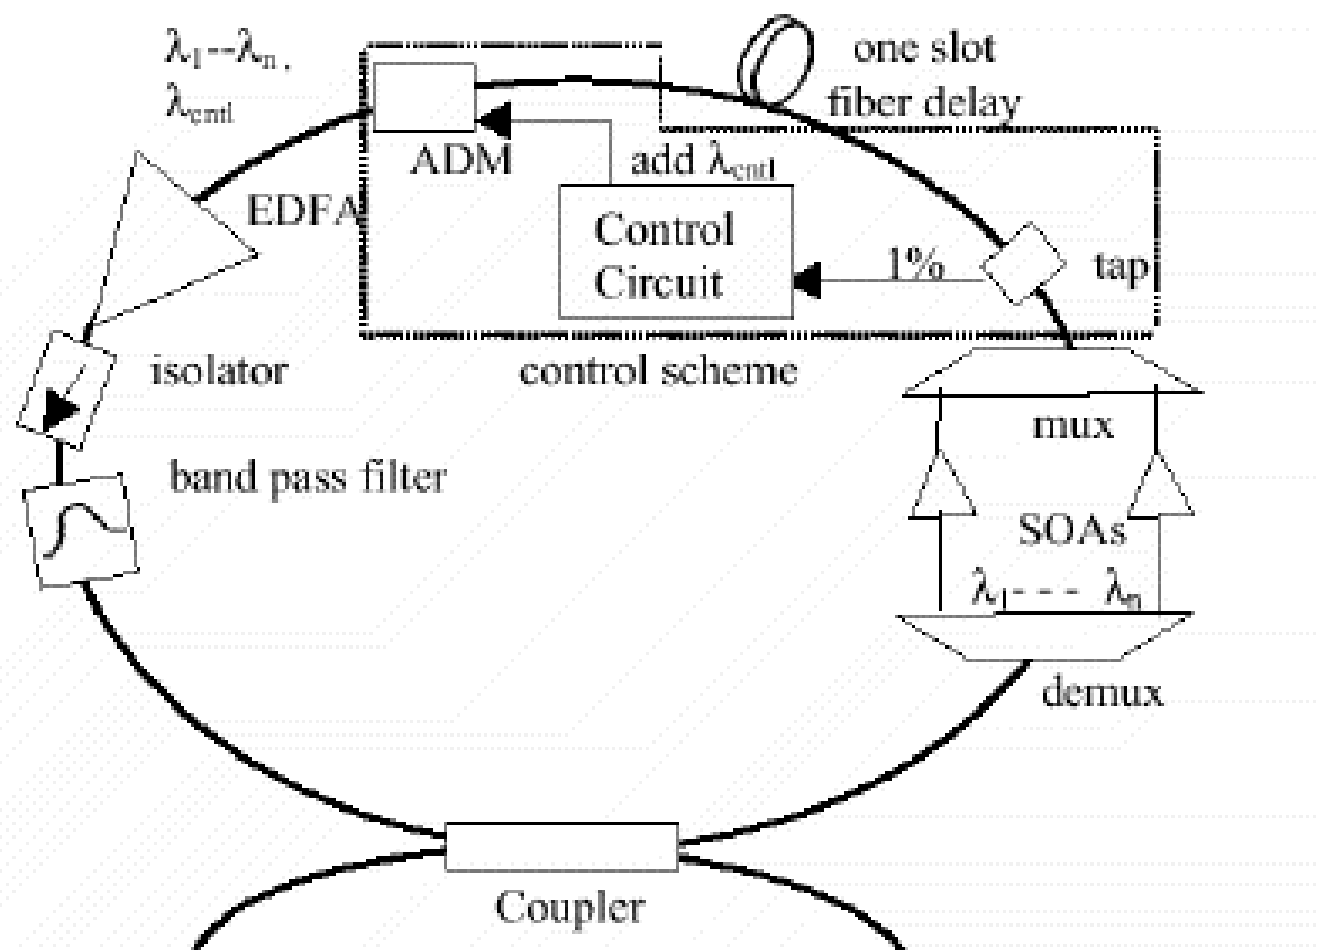 λ1--λn,
λcntl
one slot
fiber delay
ADM
add λcntl
EDFA
Control
Circuit
1%
tap
isolator
control scheme
mux
band pass filter
SOAs
λ1--- λn
demux
Coupler